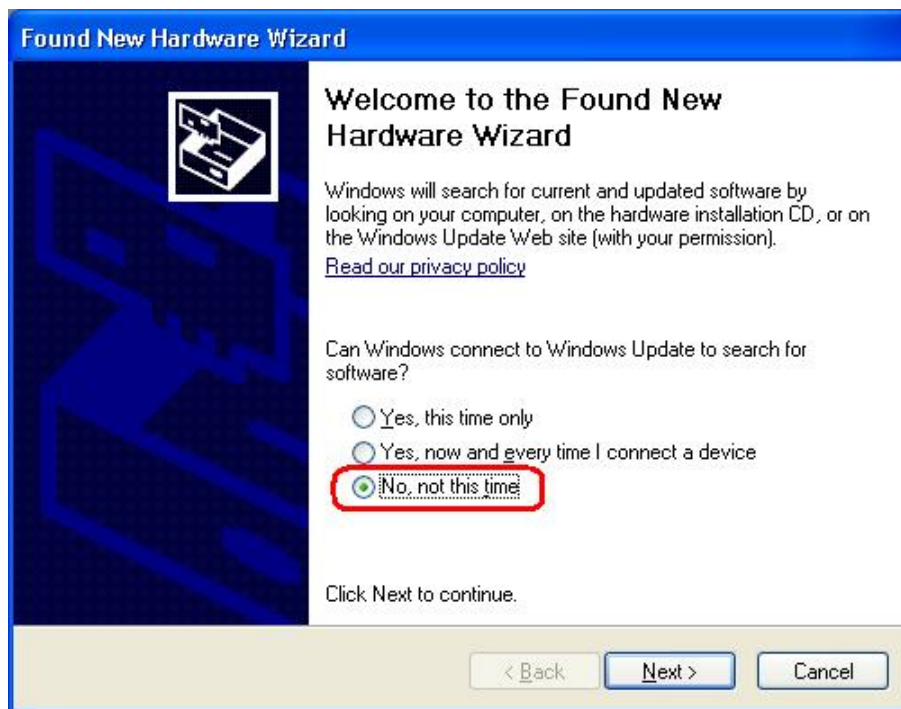 Found New Hardware Wizard
Welcome to the Found New
Hardware Wizard
Windows will search for current and updated software by
looking on your computer, on the hardware installation CD, or on
the Windows Update Web site (with your permission).
Read our privacy policy
Can Windows connect to Windows Update to search for
software?
Yes, this time only
Yes, now and every time I connect a device
No, not this time
Click Next to continue.
< Back
Next >
Cancel